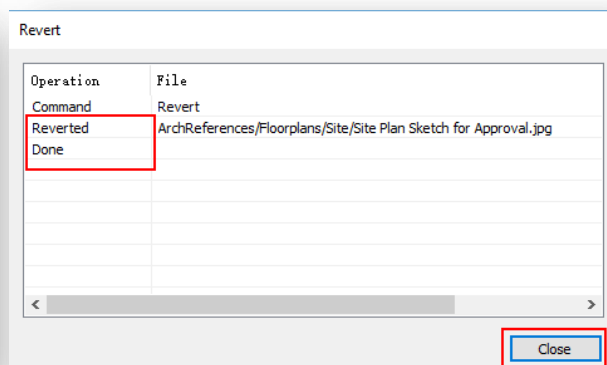 Revert
Operation File
Command Revert
Reverted ArchReferences/Floorplans/Site/Site Plan Sketch for Approval.jpg
Done
Close